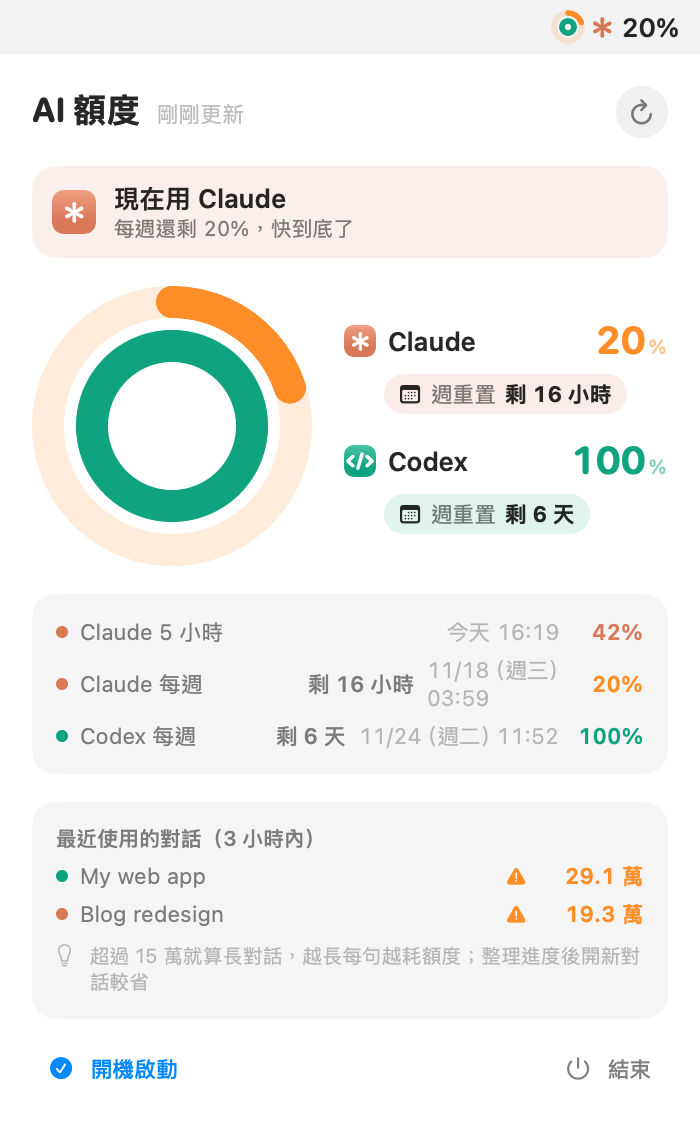 20%
AI 額度 剛剛更新
現在用 Claude
每週還剩 20%，快到底了
Claude 20%
週重置 剩 16 小時
</> Codex 100%
週重置 剩 6 天
Claude 5 小時 今天 16:19 42%
Claude 每週 剩 16 小時 11/18 (週三) 03:59 20%
Codex 每週 剩 6 天 11/24 (週二) 11:52 100%
最近使用的對話（3 小時內）
My web app 29.1 萬
Blog redesign 19.3 萬
超過 15 萬就算長對話，越長每句越耗額度；整理進度後開新對
話較省
開機啟動 結束